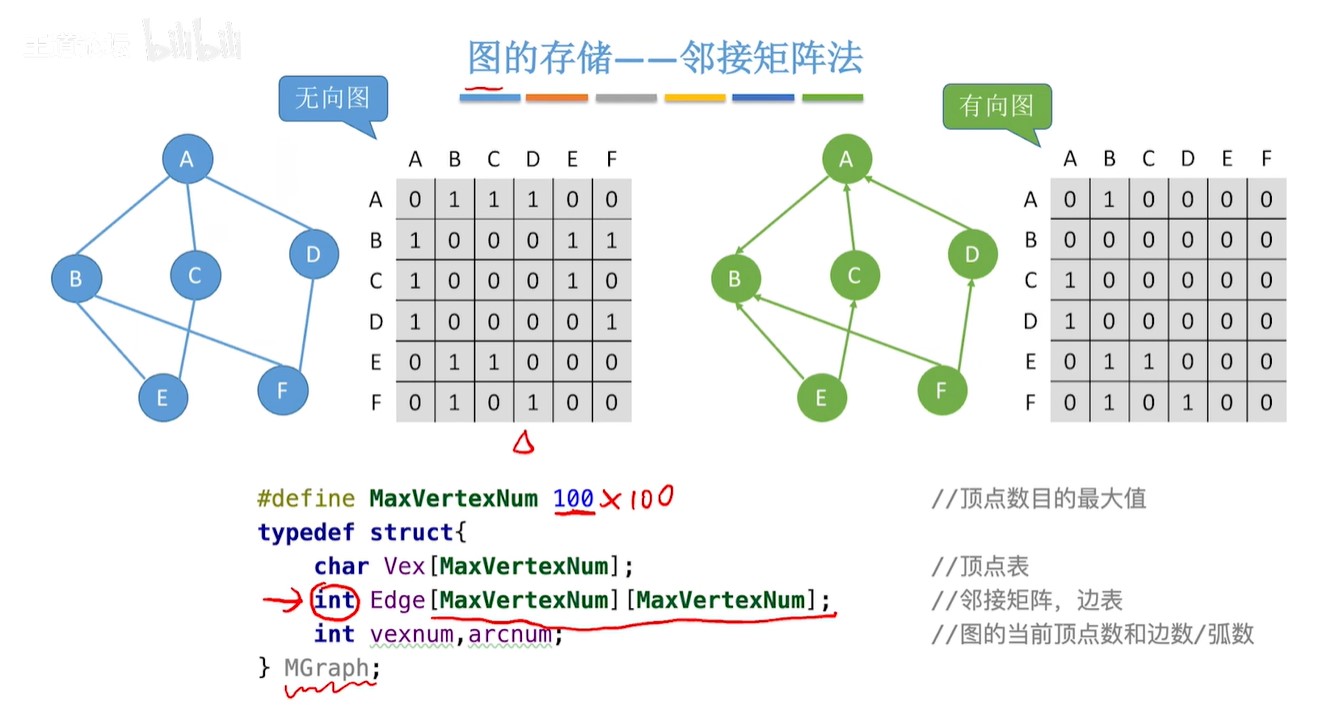 王道论坛 bilibili
图的存储——邻接矩阵法
无向图
有向图
A
B
C
D
E
F
A B C D E F
A 0 1 1 1 0 0
B 1 0 0 0 1 1
C 1 0 0 0 1 0
D 1 0 0 0 0 1
E 0 1 1 0 0 0
F 0 1 0 1 0 0
A
B
C
D
E
F
A B C D E F
A 0 1 0 0 0 0
B 0 0 0 0 0 0
C 1 0 0 0 0 0
D 1 0 0 0 0 0
E 0 1 1 0 0 0
F 0 1 0 1 0 0
#define MaxVertexNum 100 ×100 //顶点数目的最大值
typedef struct{
char Vex[MaxVertexNum]; //顶点表
int Edge[MaxVertexNum][MaxVertexNum]; //邻接矩阵，边表
int vexnum,arcnum; //图的当前顶点数和边数/弧数
} MGraph;